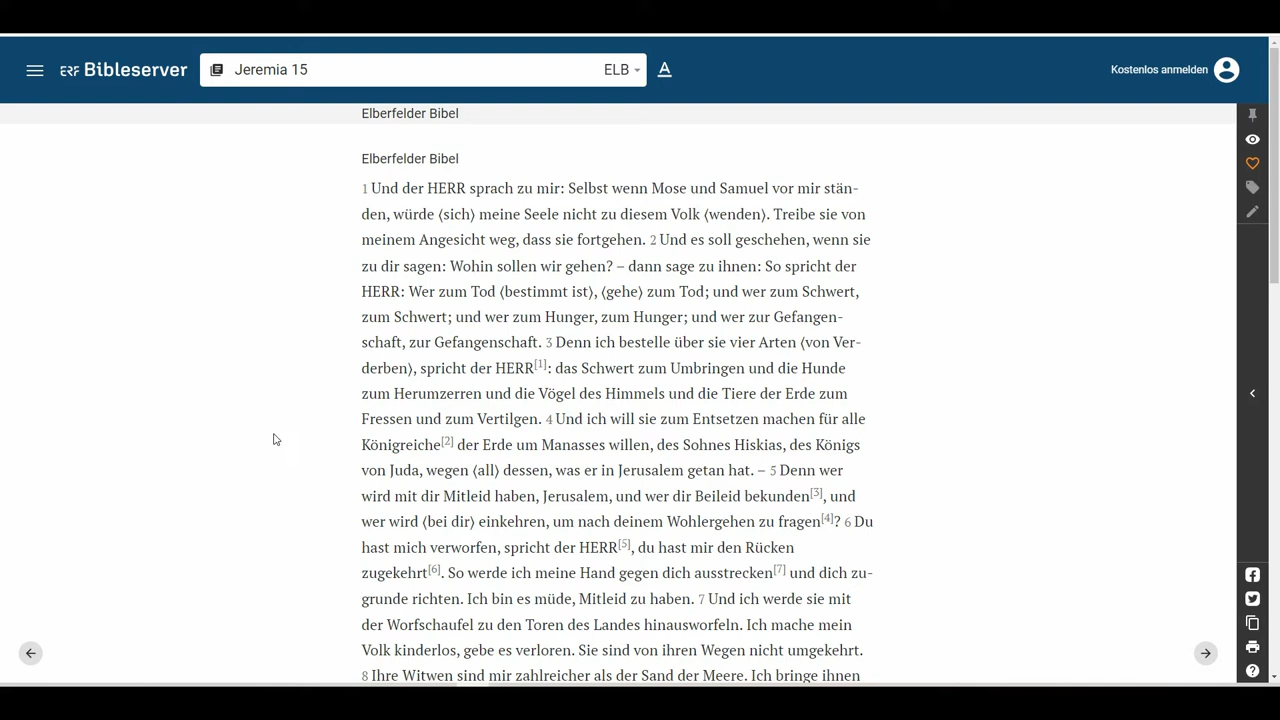 ERF Bibleserver
Jeremia 15
ELB
A
Kostenlos anmelden
Elberfelder Bibel
Elberfelder Bibel
1 Und der HERR sprach zu mir: Selbst wenn Mose und Samuel vor mir stän-
den, würde ⟨sich⟩ meine Seele nicht zu diesem Volk ⟨wenden⟩. Treibe sie von
meinem Angesicht weg, dass sie fortgehen. 2 Und es soll geschehen, wenn sie
zu dir sagen: Wohin sollen wir gehen? – dann sage zu ihnen: So spricht der
HERR: Wer zum Tod ⟨bestimmt ist⟩, ⟨gehe⟩ zum Tod; und wer zum Schwert,
zum Schwert; und wer zum Hunger, zum Hunger; und wer zur Gefangen-
schaft, zur Gefangenschaft. 3 Denn ich bestelle über sie vier Arten ⟨von Ver-
derben⟩, spricht der HERR[1]: das Schwert zum Umbringen und die Hunde
zum Herumzerren und die Vögel des Himmels und die Tiere der Erde zum
Fressen und zum Vertilgen. 4 Und ich will sie zum Entsetzen machen für alle
Königreiche[2] der Erde um Manasses willen, des Sohnes Hiskias, des Königs
von Juda, wegen ⟨all⟩ dessen, was er in Jerusalem getan hat. – 5 Denn wer
wird mit dir Mitleid haben, Jerusalem, und wer dir Beileid bekunden[3], und
wer wird ⟨bei dir⟩ einkehren, um nach deinem Wohlergehen zu fragen[4]? 6 Du
hast mich verworfen, spricht der HERR[5], du hast mir den Rücken
zugekehrt[6]. So werde ich meine Hand gegen dich ausstrecken[7] und dich zu-
grunde richten. Ich bin es müde, Mitleid zu haben. 7 Und ich werde sie mit
der Worfschaufel zu den Toren des Landes hinausworfeln. Ich mache mein
Volk kinderlos, gebe es verloren. Sie sind von ihren Wegen nicht umgekehrt.
8 Ihre Witwen sind mir zahlreicher als der Sand der Meere. Ich bringe ihnen